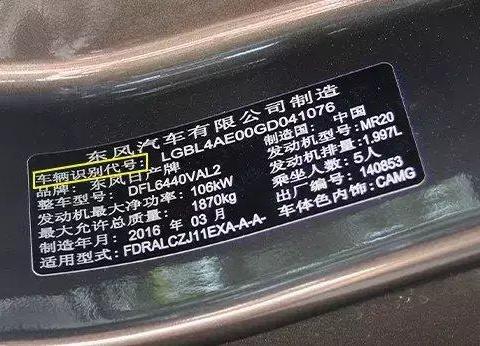 东风汽车有限公司制造
车辆识别代号： LGBL4AE00GD041076
品牌： 东风日产牌 制造国： 中国
整车型号： DFL6440VAL2 发动机型号： MR20
发动机最大净功率： 106kW 发动机排量： 1.997L
最大允许总质量： 1870kg 乘坐人数： 5人
制造年月： 2016 年 03 月 出厂编号： 140853
适用型式： FDRALCZJ11EXA-A-A- 车体色内饰： CAMG